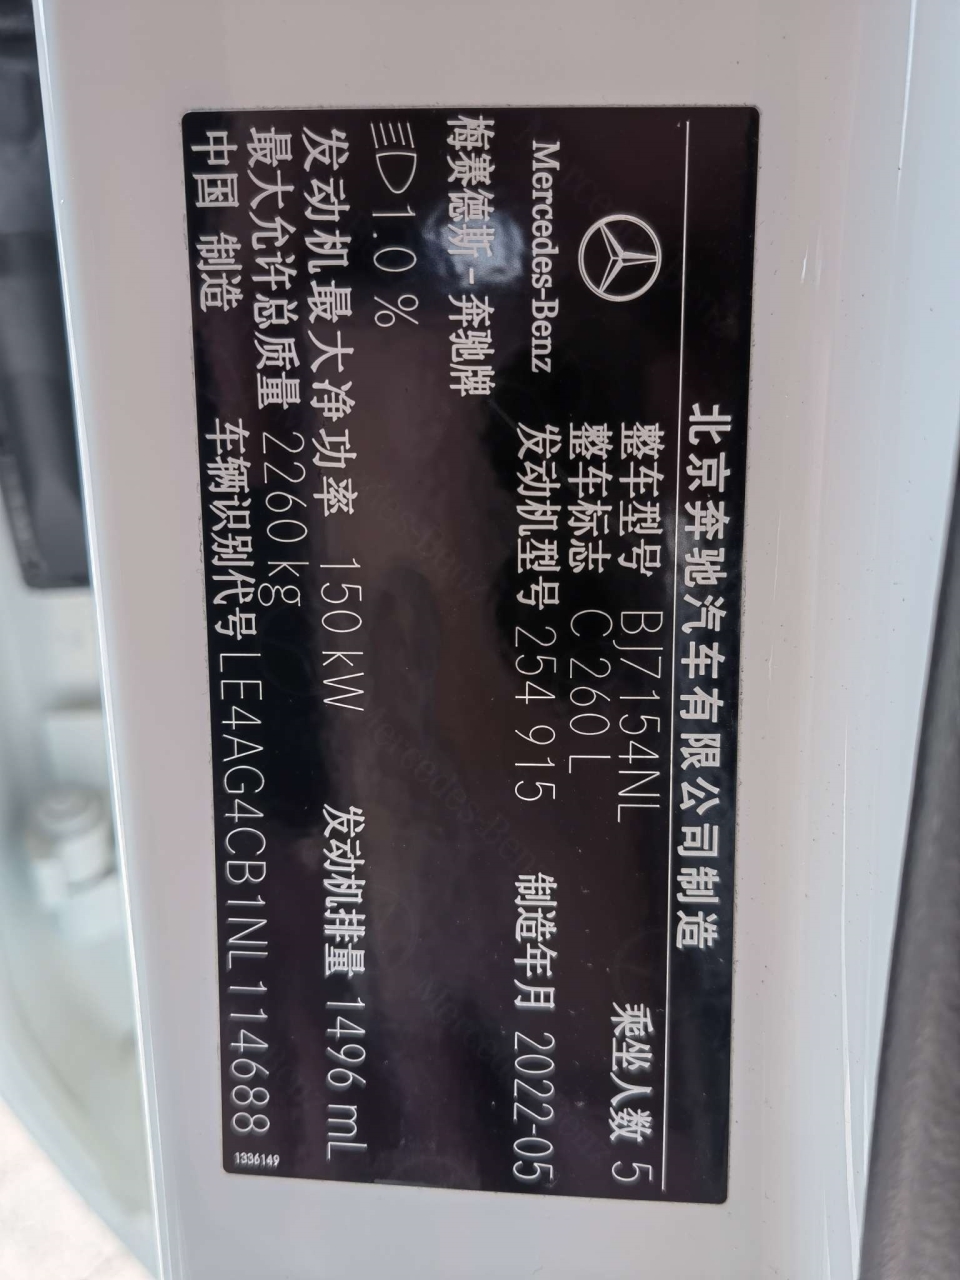 北京奔驰汽车有限公司制造
整车型号 BJ7154NL 乘坐人数 5
整车标志 C 260 L
Mercedes-Benz 发动机型号 254 915 制造年月 2022-05
梅赛德斯-奔驰牌
1.0 %
发动机最大净功率 150 kW 发动机排量 1496 mL
最大允许总质量 2260 kg
中国 制造 车辆识别代号 LE4AG4CB1NL114688
1336149